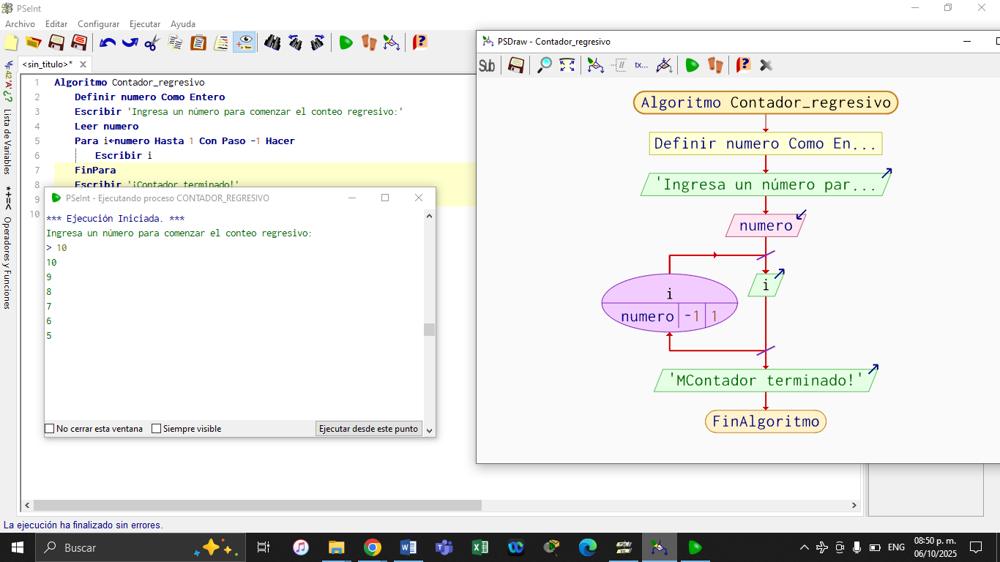 PSeInt
Archivo Editar Configurar Ejecutar Ayuda
<sin_titulo>*
1 Algoritmo Contador_regresivo
2 Definir numero Como Entero
3 Escribir 'Ingresa un número para comenzar el conteo regresivo:'
4 Leer numero
5 Para i←numero Hasta 1 Con Paso -1 Hacer
6 Escribir i
7 FinPara
8 Escribir '¡Contador terminado!'
9
10
42 'A' ¿? Lista de Variables
*+=< Operadores y Funciones
PSeInt - Ejecutando proceso CONTADOR_REGRESIVO
*** Ejecución Iniciada. ***
Ingresa un número para comenzar el conteo regresivo:
> 10
10
9
8
7
6
5
No cerrar esta ventana Siempre visible Ejecutar desde este punto
PSDraw - Contador_regresivo
Sub tx...
Algoritmo Contador_regresivo
Definir numero Como En...
'Ingresa un número par...
numero
i
i
numero -1 1
'MContador terminado!'
FinAlgoritmo
La ejecución ha finalizado sin errores.
Buscar
ENG
08:50 p. m.
06/10/2025